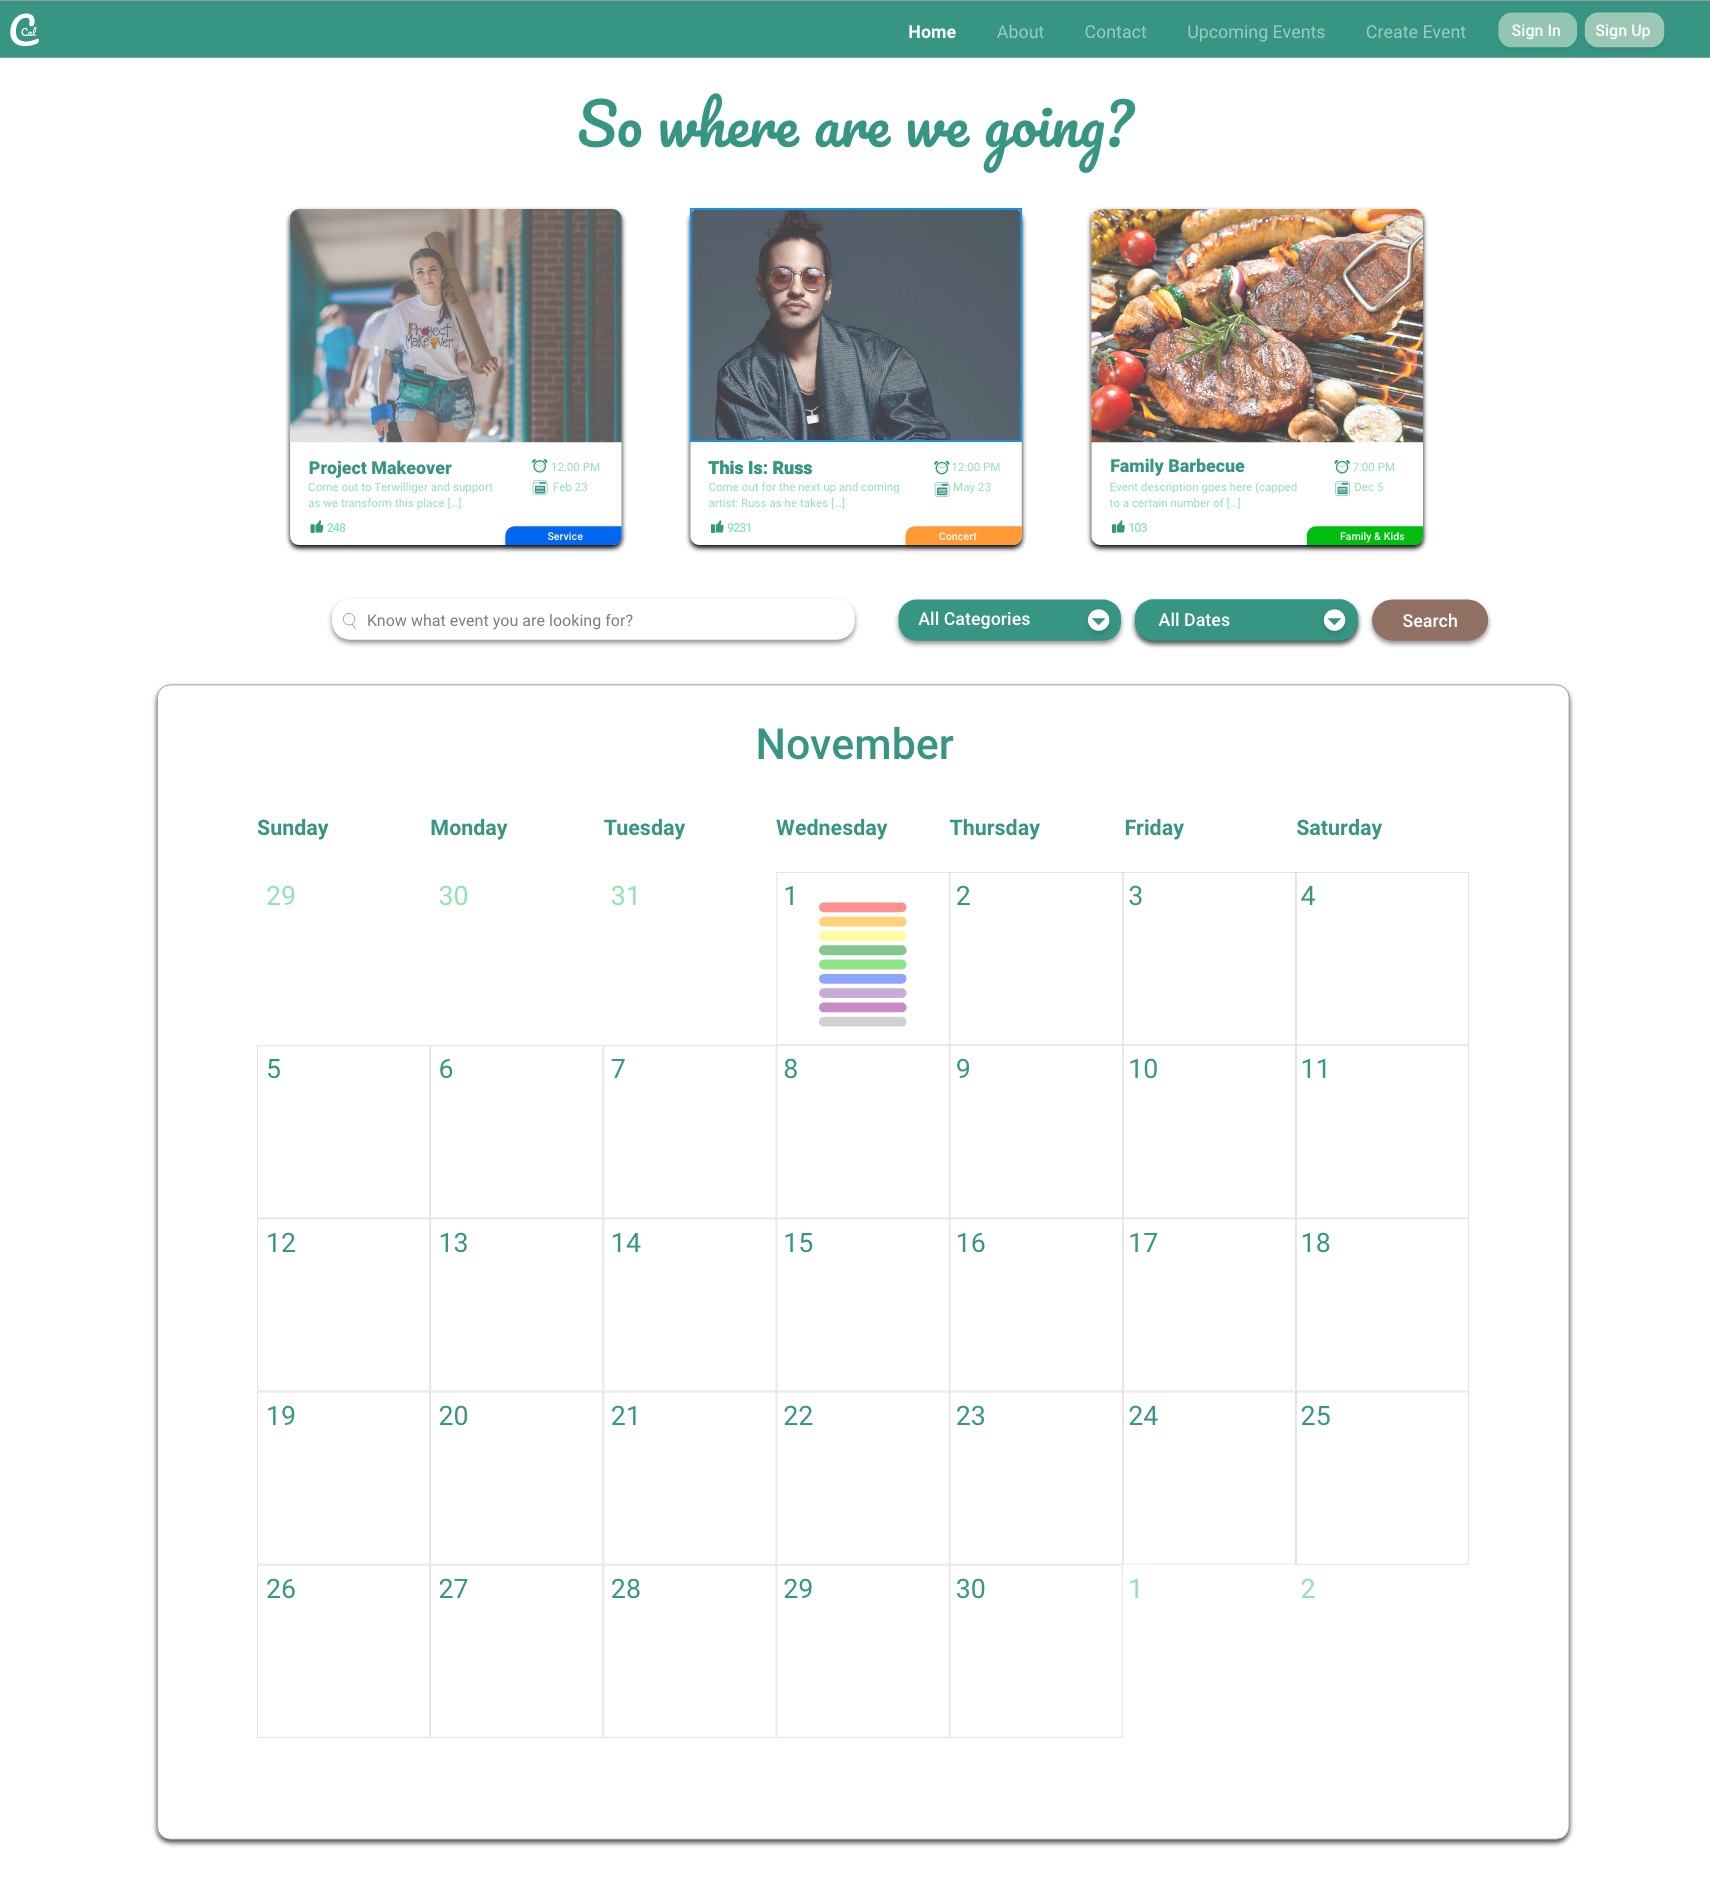 Cal
Home About Contact Upcoming Events Create Event Sign In Sign Up
So where are we going?
Project Makeover
Project Makeover
12:00 PM
Come out to Terwilliger and support
as we transform this place [...]
Feb 23
248
Service
This Is: Russ
12:00 PM
Come out for the next up and coming
artist: Russ as he takes [...]
May 23
9231
Concert
Family Barbecue
7:00 PM
Event description goes here (capped
to a certain number of [...]
Dec 5
103
Family & Kids
Know what event you are looking for? All Categories All Dates Search
November
Sunday Monday Tuesday Wednesday Thursday Friday Saturday
29 30 31 1 2 3 4
5 6 7 8 9 10 11
12 13 14 15 16 17 18
19 20 21 22 23 24 25
26 27 28 29 30 1 2